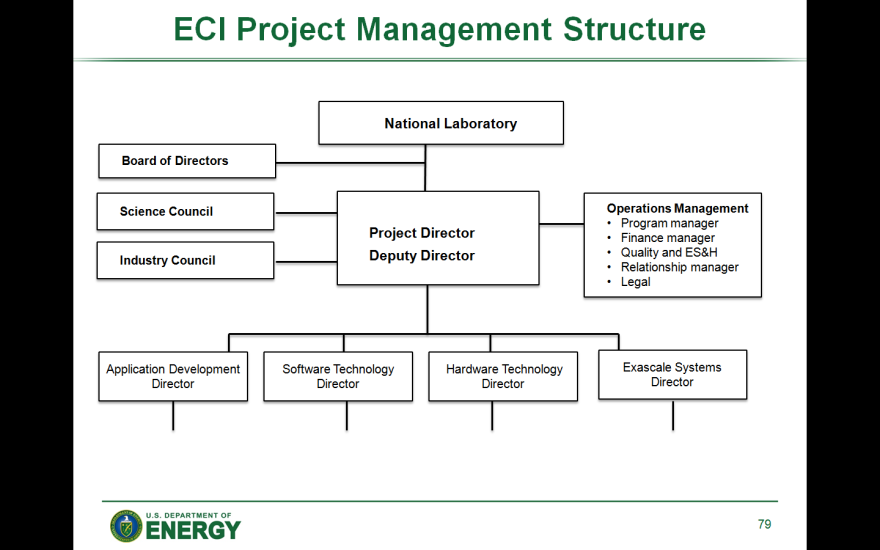 ECI Project Management Structure
National Laboratory
Board of Directors
Science Council
Industry Council
Project Director
Deputy Director
Operations Management
• Program manager
• Finance manager
• Quality and ES&H
• Relationship manager
• Legal
Application Development
Director
Software Technology
Director
Hardware Technology
Director
Exascale Systems
Director
U.S. DEPARTMENT OF
ENERGY
79